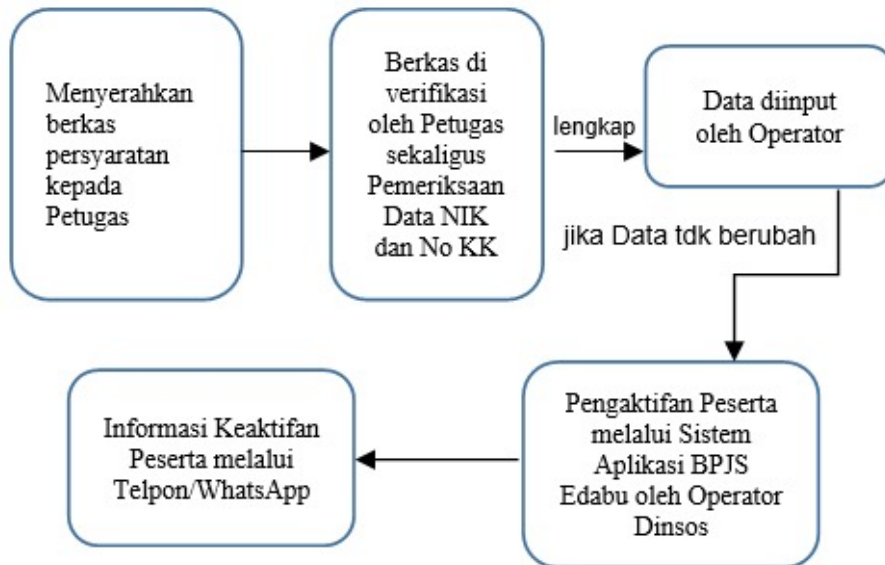 Menyerahkan
berkas
persyaratan
kepada
Petugas
Berkas di
verifikasi
oleh Petugas
sekaligus
Pemeriksaan
Data NIK
dan No KK
lengkap
Data diinput
oleh Operator
jika Data tdk berubah
Pengaktifan Peserta
melalui Sistem
Aplikasi BPJS
Edabu oleh Operator
Dinsos
Informasi Keaktifan
Peserta melalui
Telpon/WhatsApp